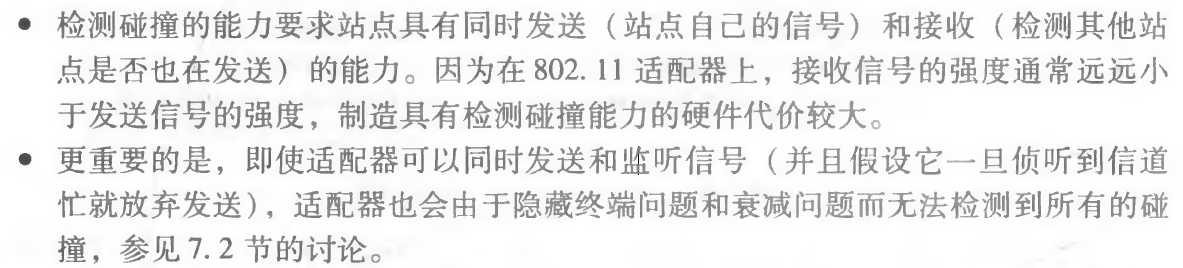 ● 检测碰撞的能力要求站点具有同时发送（站点自己的信号）和接收（检测其他站
点是否也在发送）的能力。因为在 802.11 适配器上，接收信号的强度通常远远小
于发送信号的强度，制造具有检测碰撞能力的硬件代价较大。
● 更重要的是，即使适配器可以同时发送和监听信号（并且假设它一旦侦听到信道
忙就放弃发送），适配器也会由于隐藏终端问题和衰减问题而无法检测到所有的碰
撞，参见 7.2 节的讨论。